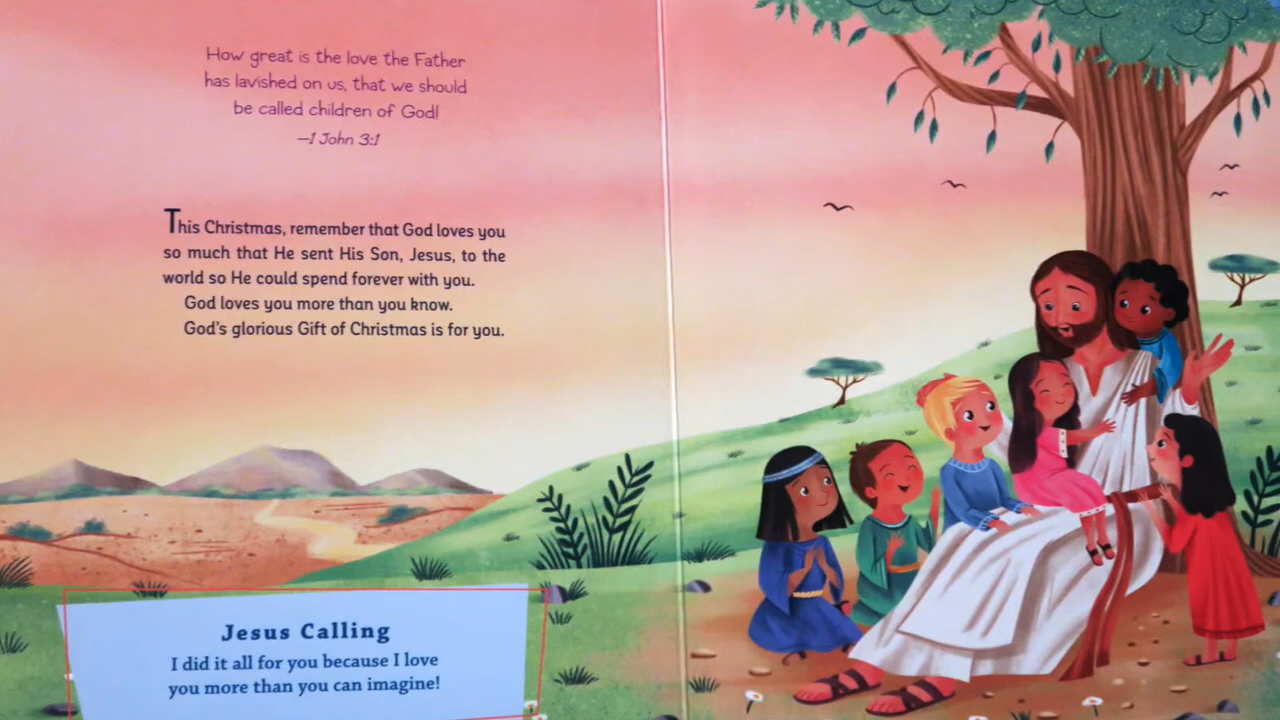 How great is the love the Father
has lavished on us, that we should
be called children of God!
—1 John 3:1
This Christmas, remember that God loves you
so much that He sent His Son, Jesus, to the
world so He could spend forever with you.
God loves you more than you know.
God's glorious Gift of Christmas is for you.
Jesus Calling
I did it all for you because I love
you more than you can imagine!